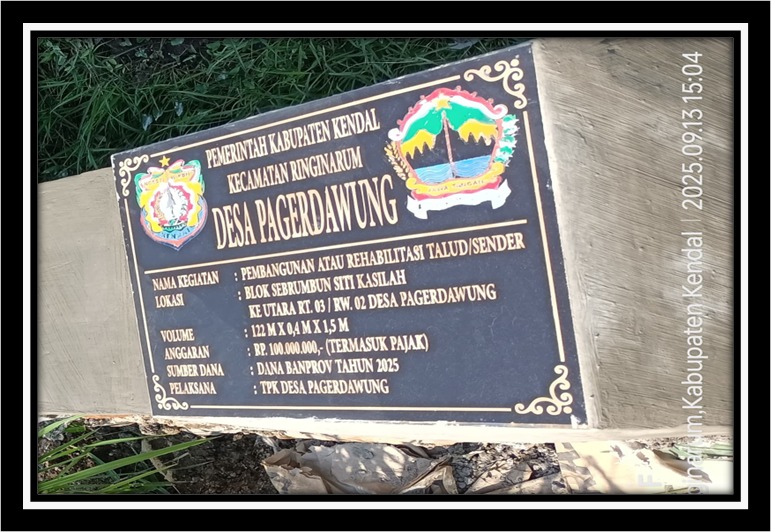 PEMERINTAH KABUPATEN KENDAL
KECAMATAN RINGINARUM
DESA PAGERDAWUNG
NAMA KEGIATAN : PEMBANGUNAN ATAU REHABILITASI TALUD/SENDER
LOKASI : BLOK SEBRUMBUN SITI KASILAH
KE UTARA RT. 03 / RW. 02 DESA PAGERDAWUNG
VOLUME : 122 M X 0,4 M X 1,5 M
ANGGARAN : RP. 100.000.000,- (TERMASUK PAJAK)
SUMBER DANA : DANA BANPROV TAHUN 2025
PELAKSANA : TPK DESA PAGERDAWUNG
Kabupaten Kendal | 2025.09.13 15:04